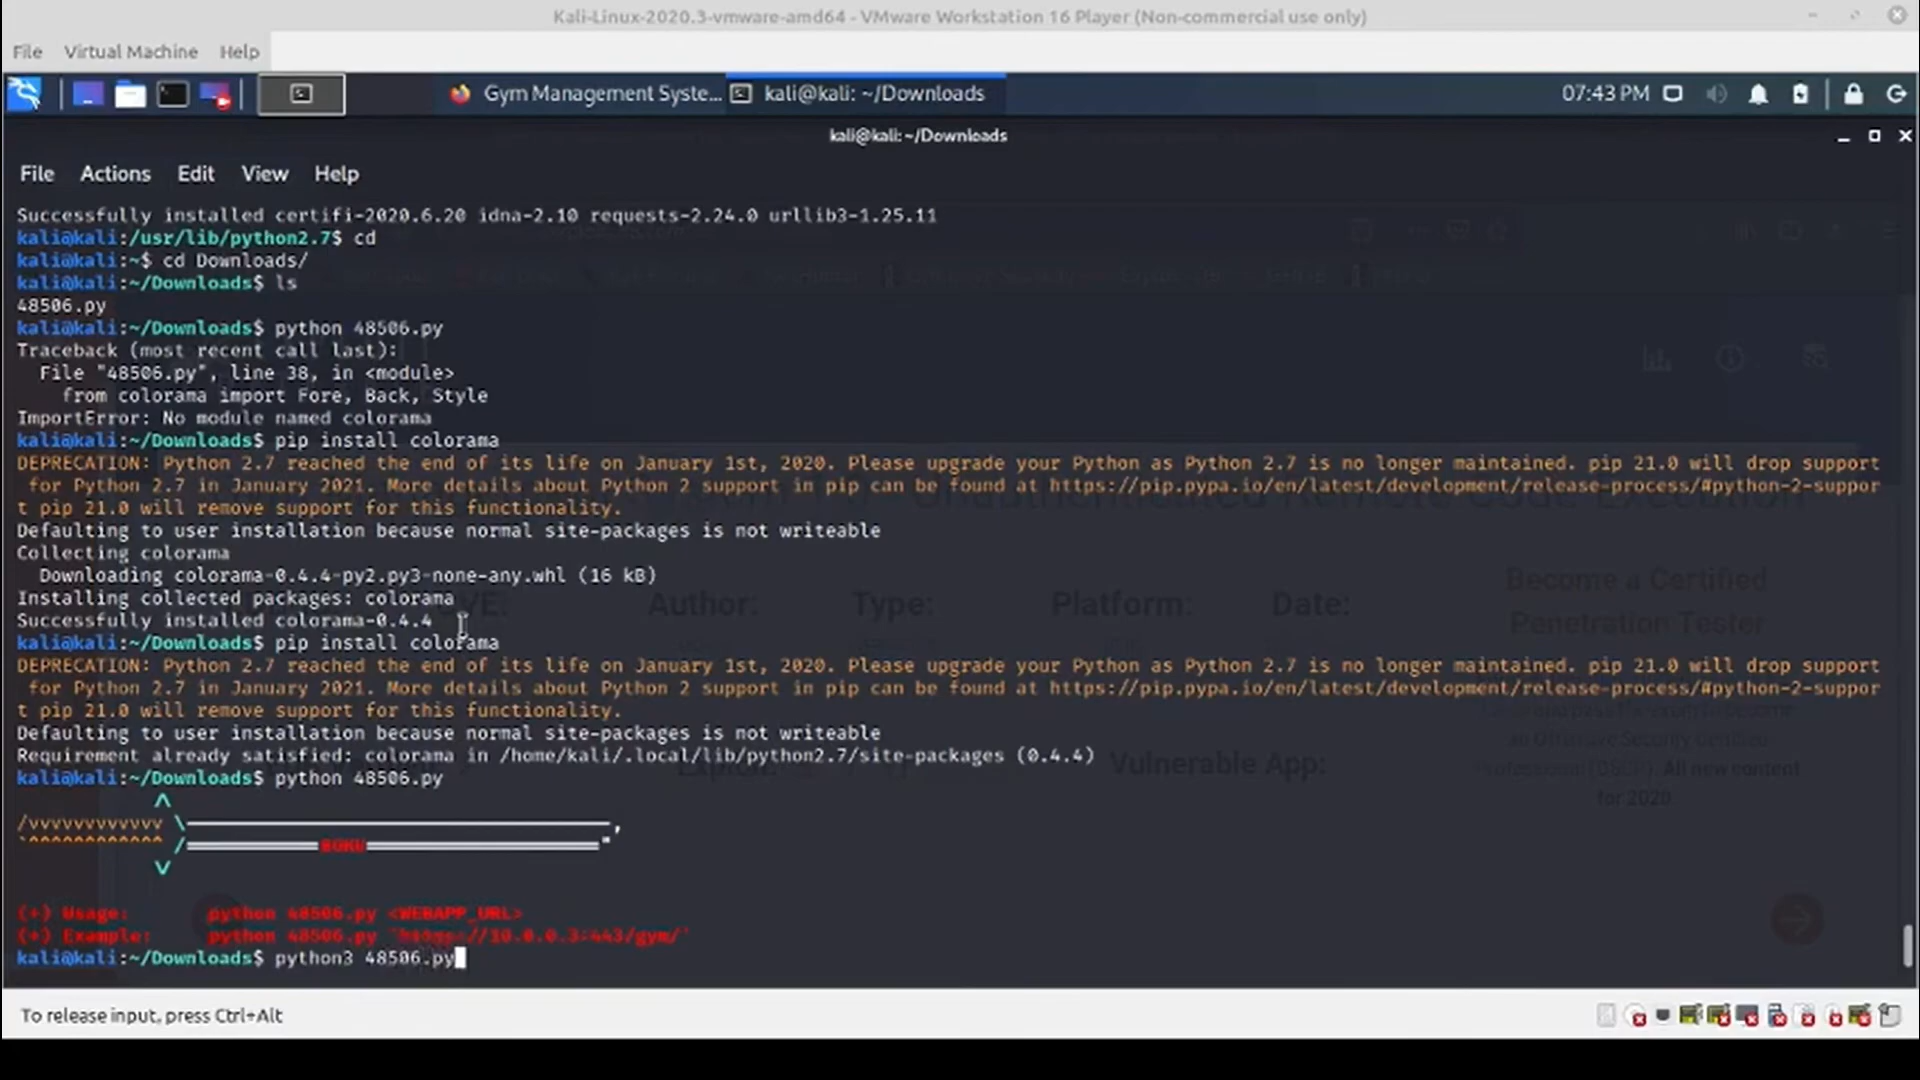 Kali-Linux-2020.3-vmware-amd64 - VMware Workstation 16 Player (Non-commercial use only)
File Virtual Machine Help
Gym Management Syste... kali@kali: ~/Downloads 07:43 PM
kali@kali:~/Downloads
File Actions Edit View Help
Successfully installed certifi-2020.6.20 idna-2.10 requests-2.24.0 urllib3-1.25.11
kali@kali:/usr/lib/python2.7$ cd
kali@kali:~$ cd Downloads/
kali@kali:~/Downloads$ ls
48506.py
kali@kali:~/Downloads$ python 48506.py
Traceback (most recent call last):
File "48506.py", line 38, in <module>
from colorama import Fore, Back, Style
ImportError: No module named colorama
kali@kali:~/Downloads$ pip install colorama
DEPRECATION: Python 2.7 reached the end of its life on January 1st, 2020. Please upgrade your Python as Python 2.7 is no longer maintained. pip 21.0 will drop support
for Python 2.7 in January 2021. More details about Python 2 support in pip can be found at https://pip.pypa.io/en/latest/development/release-process/#python-2-suppor
t pip 21.0 will remove support for this functionality.
Defaulting to user installation because normal site-packages is not writeable
Collecting colorama
Downloading colorama-0.4.4-py2.py3-none-any.whl (16 kB)
Installing collected packages: colorama
Successfully installed colorama-0.4.4
kali@kali:~/Downloads$ pip install colorama
DEPRECATION: Python 2.7 reached the end of its life on January 1st, 2020. Please upgrade your Python as Python 2.7 is no longer maintained. pip 21.0 will drop support
for Python 2.7 in January 2021. More details about Python 2 support in pip can be found at https://pip.pypa.io/en/latest/development/release-process/#python-2-suppor
t pip 21.0 will remove support for this functionality.
Defaulting to user installation because normal site-packages is not writeable
Requirement already satisfied: colorama in /home/kali/.local/lib/python2.7/site-packages (0.4.4)
kali@kali:~/Downloads$ python 48506.py
/vvvvvvvvvvvv \
`^^^^^^^^^^^^ /════BOKU════"
(+) Usage: python 48506.py <WEBAPP_URL>
(+) Example: python 48506.py 'https://10.0.0.3:443/gym/'
kali@kali:~/Downloads$ python3 48506.py
Author: Type: Platform: Date:
Become a Certified
Penetration Tester
Vulnerable App:
All new content
for 2020.
To release input, press Ctrl+Alt